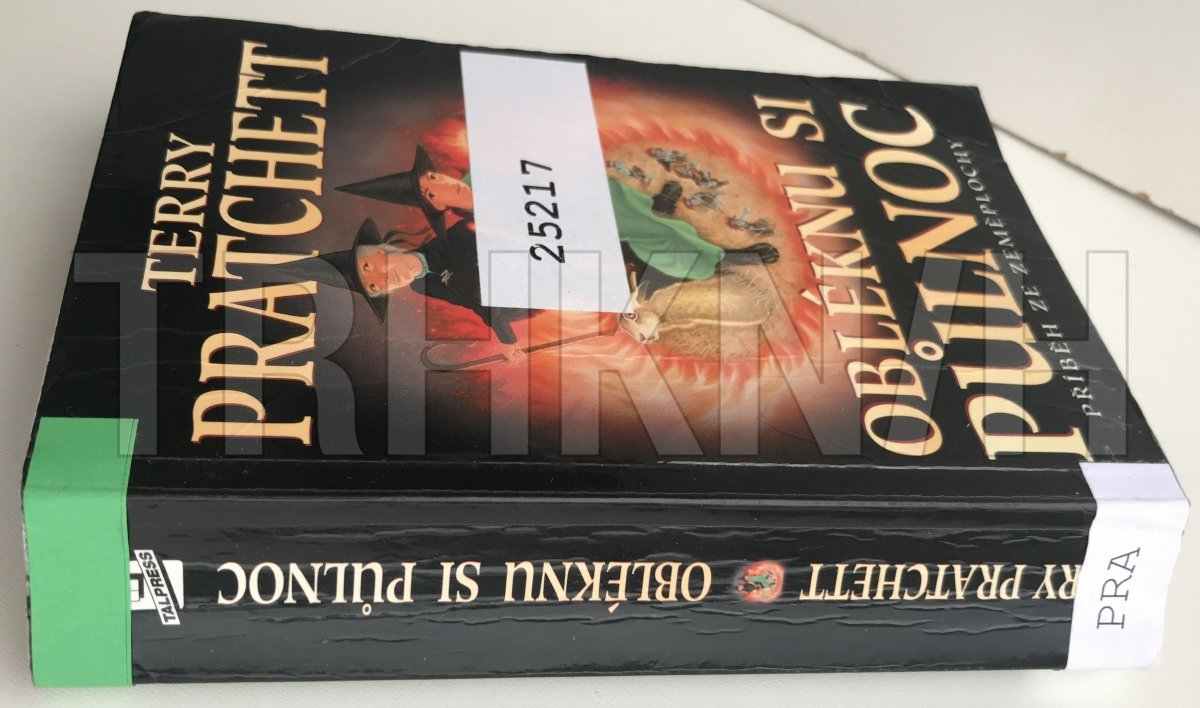 TERRY
PRATCHETT
25217
OBLÉKNU SI
PŮLNOC
PŘÍBĚH ZE ZEMĚPLOCHY
TRHKNIH
TALPRESS
OBLÉKNU SI PŮLNOC
RY PRATCHETT
PRA